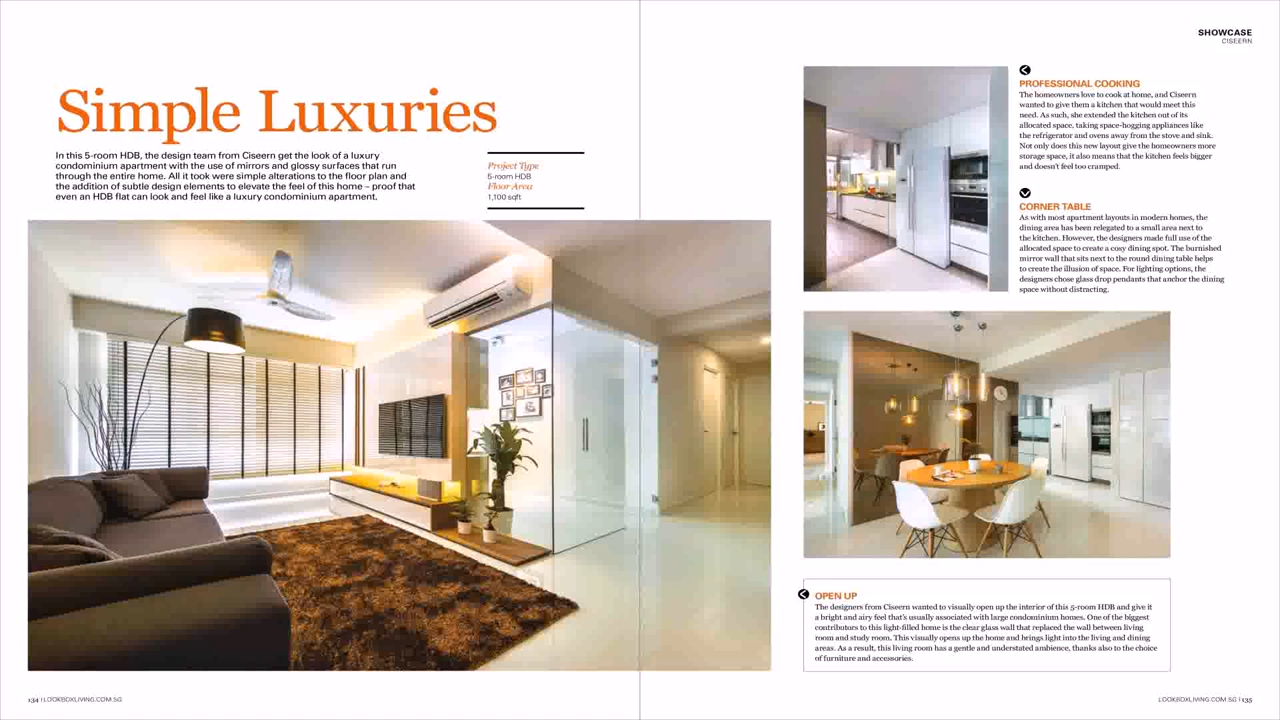 SHOWCASE
CISEERN
Simple Luxuries
In this 5-room HDB, the design team from Ciseern get the look of a luxury
condominium apartment with the use of mirrors and glossy surfaces that run
through the entire home. All it took were simple alterations to the floor plan and
the addition of subtle design elements to elevate the feel of this home – proof that
even an HDB flat can look and feel like a luxury condominium apartment.
Project Type
5-room HDB
Floor Area
1,100 sqft
PROFESSIONAL COOKING
The homeowners love to cook at home, and Ciseern
wanted to give them a kitchen that would meet this
need. As such, she extended the kitchen out of its
allocated space, taking space-hogging appliances like
the refrigerator and ovens away from the stove and sink.
Not only does this new layout give the homeowners more
storage space, it also means that the kitchen feels bigger
and doesn't feel too cramped.
CORNER TABLE
As with most apartment layouts in modern homes, the
dining area has been relegated to a small area next to
the kitchen. However, the designers made full use of the
allocated space to create a cosy dining spot. The burnished
mirror wall that sits next to the round dining table helps
to create the illusion of space. For lighting options, the
designers chose glass drop pendants that anchor the dining
space without distracting.
OPEN UP
The designers from Ciseern wanted to visually open up the interior of this 5-room HDB and give it
a bright and airy feel that's usually associated with large condominium homes. One of the biggest
contributors to this light-filled home is the clear glass wall that replaced the wall between living
room and study room. This visually opens up the home and brings light into the living and dining
areas. As a result, this living room has a gentle and understated ambience, thanks also to the choice
of furniture and accessories.
134 | LOOKBOXLIVING.COM.SG
LOOKBOXLIVING.COM.SG | 135